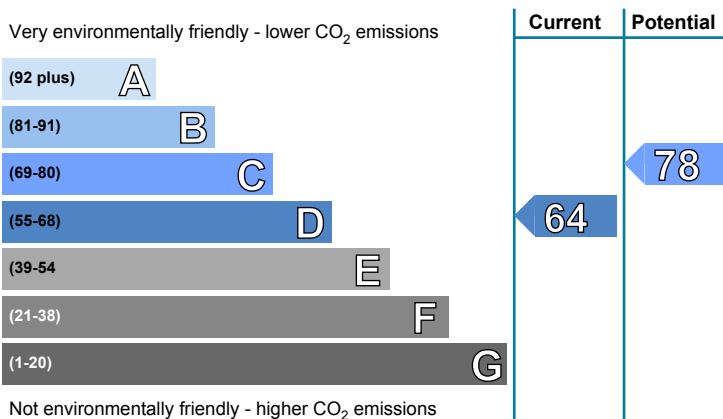 Current Potential
Very environmentally friendly - lower CO2 emissions
(92 plus) A
(81-91) B
(69-80) C
78
(55-68) D
64
(39-54 E
(21-38) F
(1-20) G
Not environmentally friendly - higher CO2 emissions